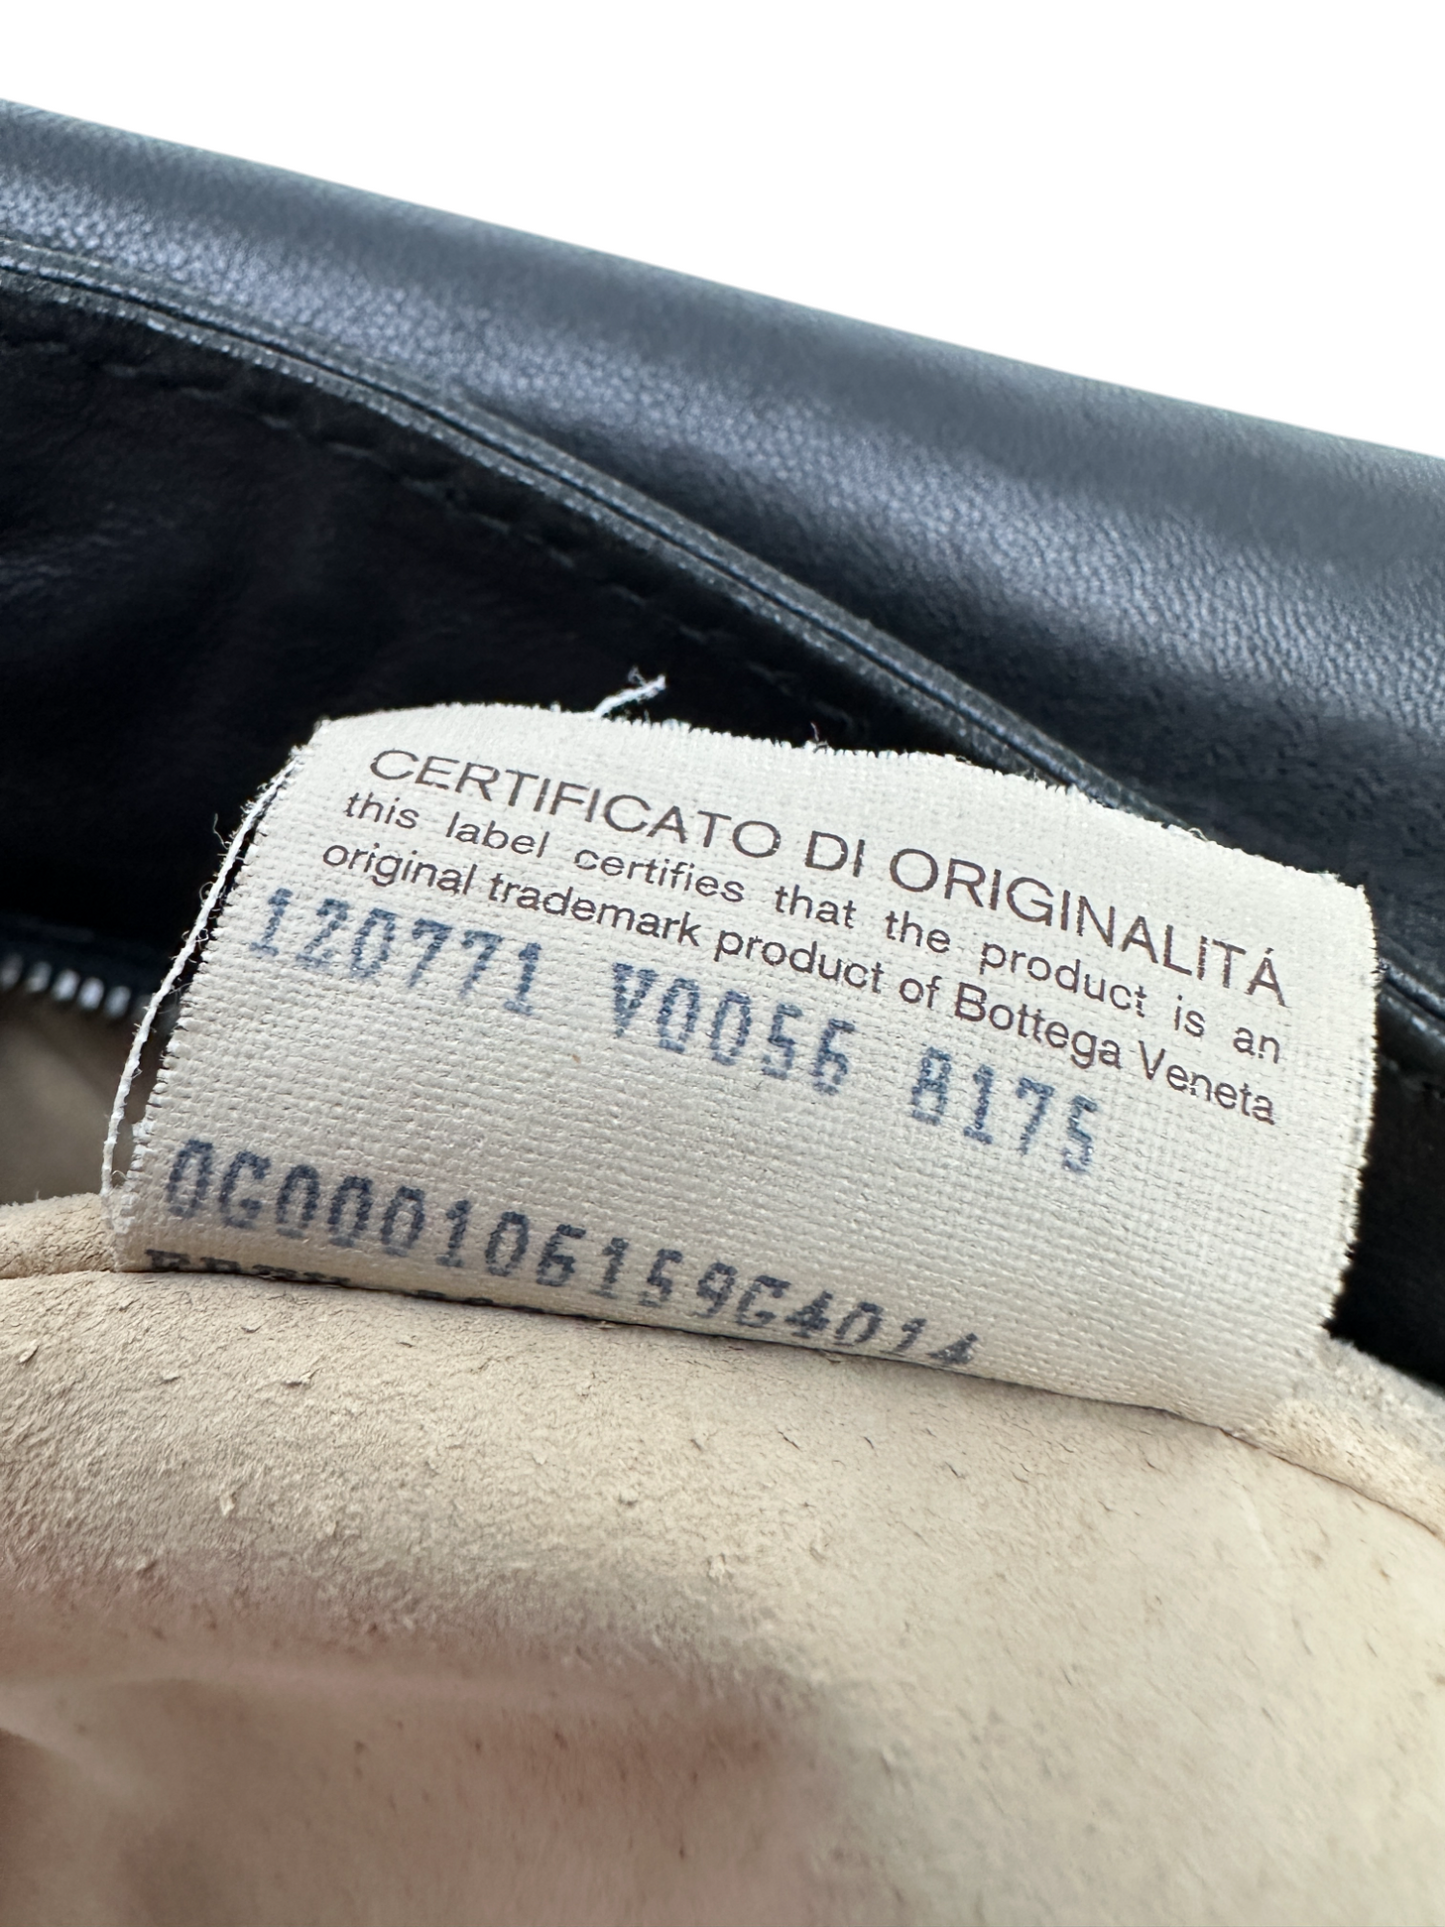 CERTIFICATO DI ORIGINALITÁ
this label certifies that the product is an
original trademark product of Bottega Veneta
120771 V0056 8175
0G000106159G4014